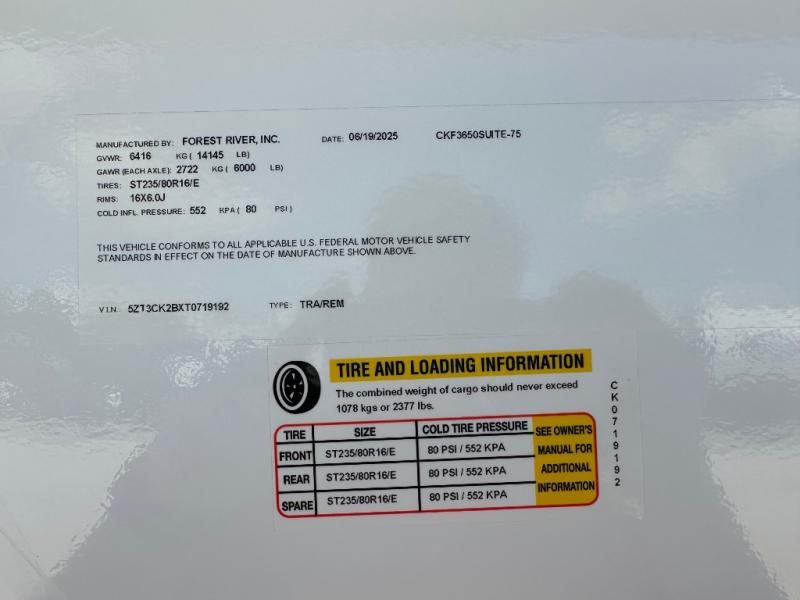 MANUFACTURED BY: FOREST RIVER, INC. DATE: 06/19/2025 CKF3650SUITE-75
GVWR: 6416 KG ( 14145 LB)
GAWR (EACH AXLE): 2722 KG ( 6000 LB)
TIRES: ST235/80R16/E
RIMS: 16X6.0J
COLD INFL. PRESSURE: 552 KPA ( 80 PSI )
THIS VEHICLE CONFORMS TO ALL APPLICABLE U.S. FEDERAL MOTOR VEHICLE SAFETY
STANDARDS IN EFFECT ON THE DATE OF MANUFACTURE SHOWN ABOVE.
V.I.N. 5ZT3CK2BXT0719192 TYPE: TRA/REM
TIRE AND LOADING INFORMATION
The combined weight of cargo should never exceed
1078 kgs or 2377 lbs.
TIRE SIZE COLD TIRE PRESSURE SEE OWNER'S
FRONT ST235/80R16/E 80 PSI / 552 KPA MANUAL FOR
REAR ST235/80R16/E 80 PSI / 552 KPA ADDITIONAL
SPARE ST235/80R16/E 80 PSI / 552 KPA INFORMATION
CK0719192